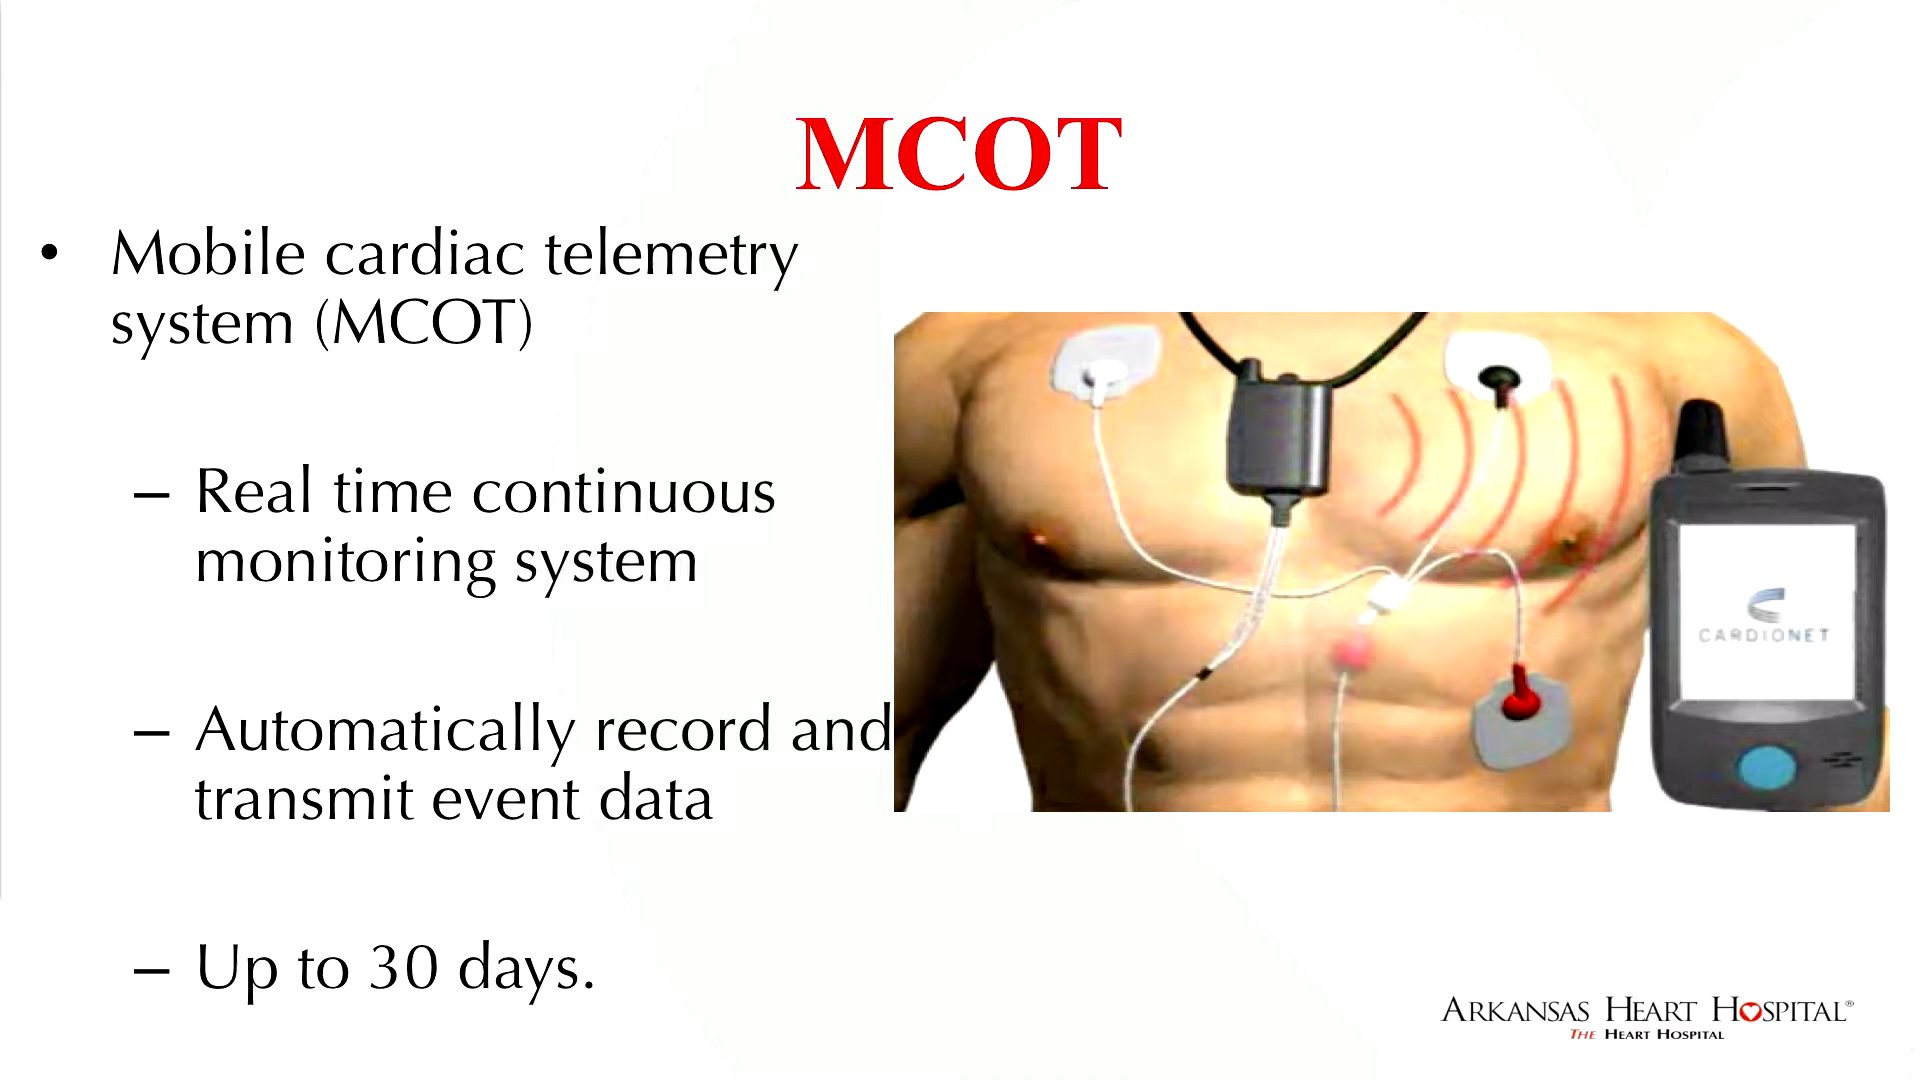 MCOT
• Mobile cardiac telemetry
system (MCOT)
– Real time continuous
monitoring system
– Automatically record and
transmit event data
– Up to 30 days.
CARDIONET
ARKANSAS HEART HOSPITAL®
THE HEART HOSPITAL